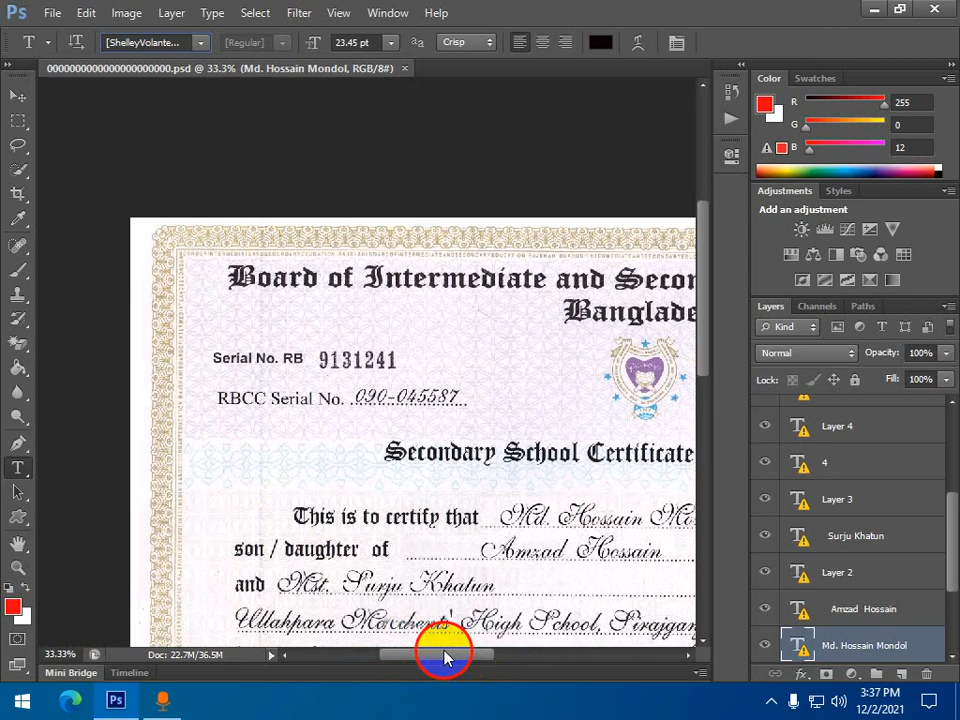 Ps File Edit Image Layer Type Select Filter View Window Help
[ShelleyVolante... [Regular] 23.45 pt aa Crisp
000000000000000000000000.psd @ 33.3% (Md. Hossain Mondol, RGB/8#) ×
Color Swatches
R 255
G 0
B 12
Adjustments Styles
Add an adjustment
Layers Channels Paths
Kind
Normal Opacity: 100%
Lock: Fill: 100%
Layer 4
4
Layer 3
Surju Khatun
Layer 2
Amzad Hossain
Md. Hossain Mondol
Board of Intermediate and Secon
Banglade
Serial No. RB 9131241
RBCC Serial No. 090-045587
Secondary School Certificate
This is to certify that Md. Hossain Mo
son / daughter of Amzad Hossain
and Mst. Surju Khatun
Ullahpara Marchents' High School, Sirajgan
33.33% Doc: 22.7M/36.5M
Mini Bridge Timeline
Ps 3:37 PM
12/2/2021